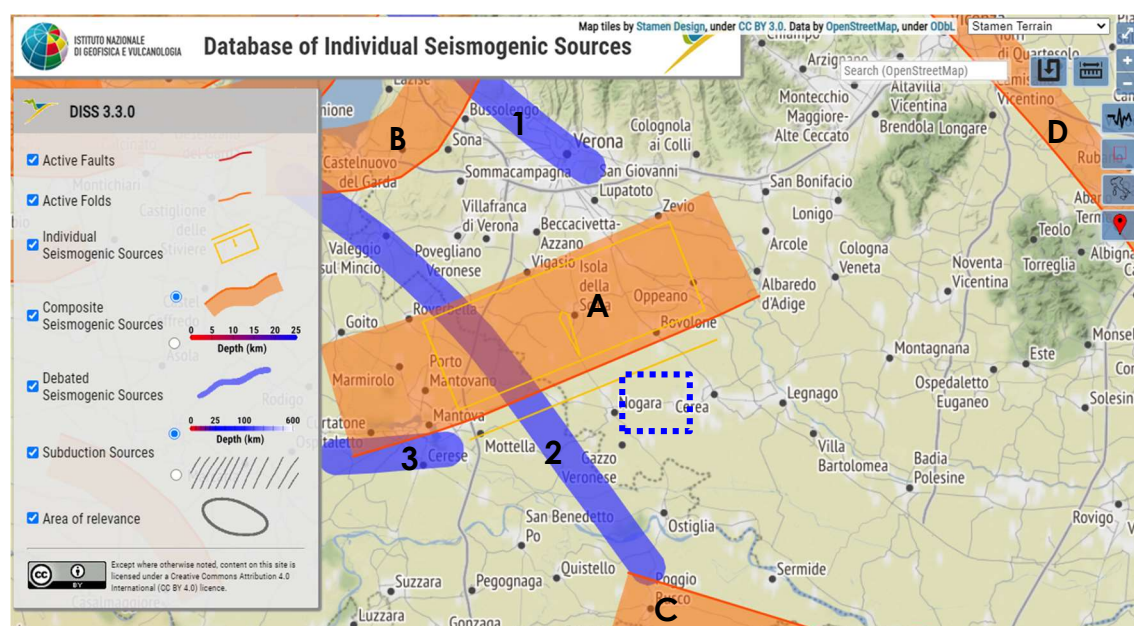 Map tiles by Stamen Design, under CC BY 3.0. Data by OpenStreetMap, under ODbL
Stamen Terrain
ISTITUTO NAZIONALE
DI GEOFISICA E VULCANOLOGIA
Database of Individual Seismogenic Sources
Search (OpenStreetMap)
DISS 3.3.0
Active Faults
Active Folds
Individual
Seismogenic Sources
Composite
Seismogenic Sources
0 5 10 15 20 25
Depth (km)
Debated
Seismogenic Sources
0 25 100 300 600
Depth (km)
Subduction Sources
Area of relevance
cc
BY
Except where otherwise noted, content on this site is
licensed under a Creative Commons Attribution 4.0
International (CC BY 4.0) licence.
Arzignano
di Quartesolo
Montecchio
Maggiore-
Alte Ceccato
Altavilla
Vicentina
Vicentino
Brendola
Longare
D
Lazise
Bussolengo
1
B
Sona
Verona
Colognola
ai Colli
Castelnuovo
del Garda
Sommacampagna
San Giovanni
Lupatoto
San Bonifacio
Montichiari
Castiglione
delle
Stiviere
Villafranca
di Verona
Beccacivetta-
Azzano
Zevio
Lonigo
Teolo
Valeggio
sul Mincio
Povegliano
Veronese
Vigasio
Isola
della
Arcole
Cologna
Veneta
Noventa
Vicentina
Torreglia
A
Oppeano
Albaredo
d'Adige
Goito
Roverbella
Bovolone
Asola
Porto
Mantovano
Marmirolo
Montagnana
Este
Rodigo
Mantova
Nogara
Cerea
Legnago
Ospedaletto
Euganeo
3
Cerese
Mottella
2
Gazzo
Veronese
Villa
Bartolomea
Badia
Polesine
San Benedetto
Po
Ostiglia
Rovigo
Suzzara
Pegognaga
Quistello
Poggio
Rusco
Sermide
Casalmaggiore
Luzzara
Gonzaga
C